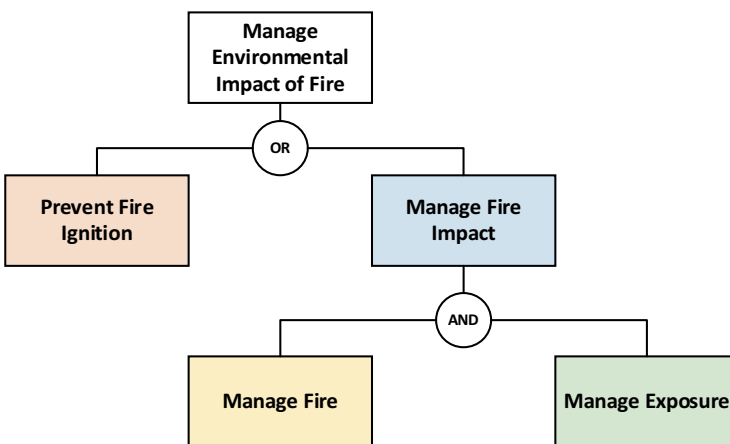 Manage
Environmental
Impact of Fire
OR
Prevent Fire
Ignition
Manage Fire
Impact
AND
Manage Fire
Manage Exposure